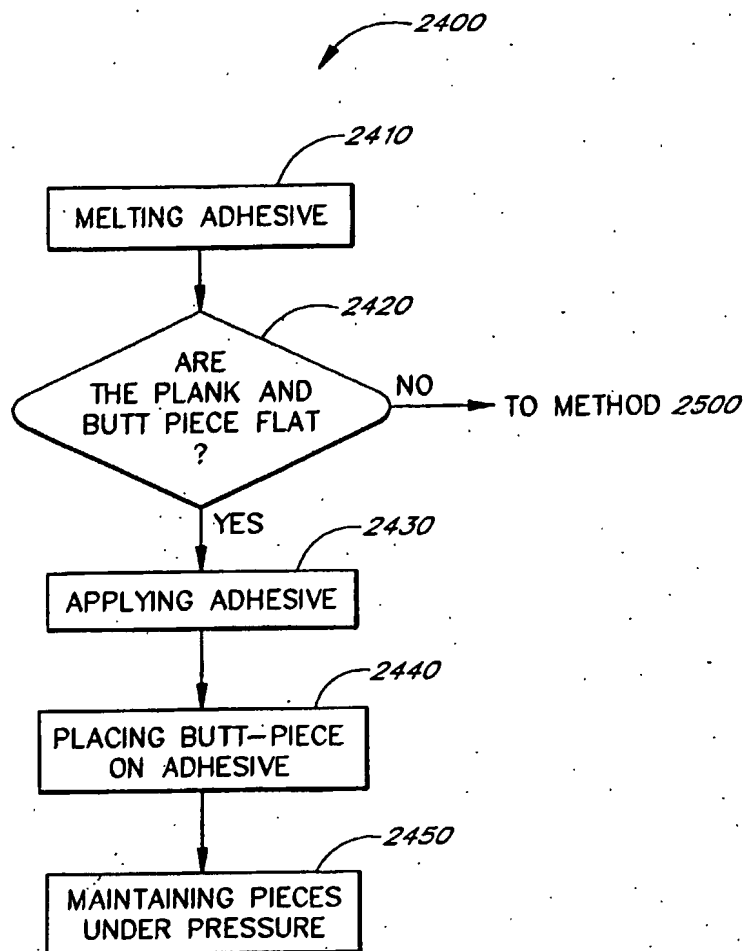 2400
2410
MELTING ADHESIVE
2420
ARE
THE PLANK AND
BUTT PIECE FLAT
?
NO
TO METHOD 2500
YES
2430
APPLYING ADHESIVE
2440
PLACING BUTT-PIECE
ON ADHESIVE
2450
MAINTAINING PIECES
UNDER PRESSURE